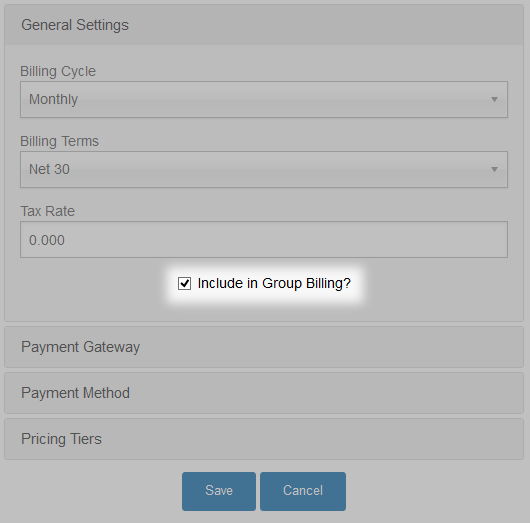 General Settings
Billing Cycle
Monthly
Billing Terms
Net 30
Tax Rate
0.000
Include in Group Billing?
Payment Gateway
Payment Method
Pricing Tiers
Save Cancel